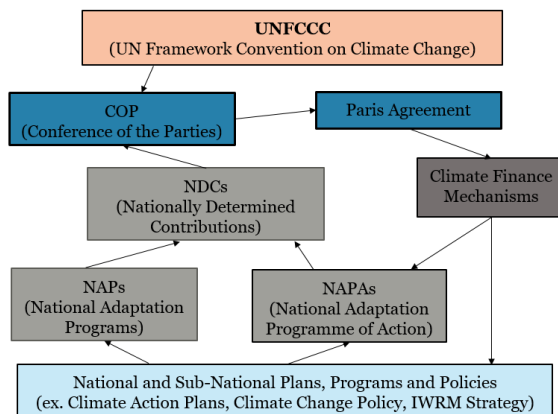 UNFCCC
(UN Framework Convention on Climate Change)
COP
(Conference of the Parties)
Paris Agreement
Climate Finance
Mechanisms
NDCs
(Nationally Determined
Contributions)
NAPs
(National Adaptation
Programs)
NAPAs
(National Adaptation
Programme of Action)
National and Sub-National Plans, Programs and Policies
(ex. Climate Action Plans, Climate Change Policy, IWRM Strategy)